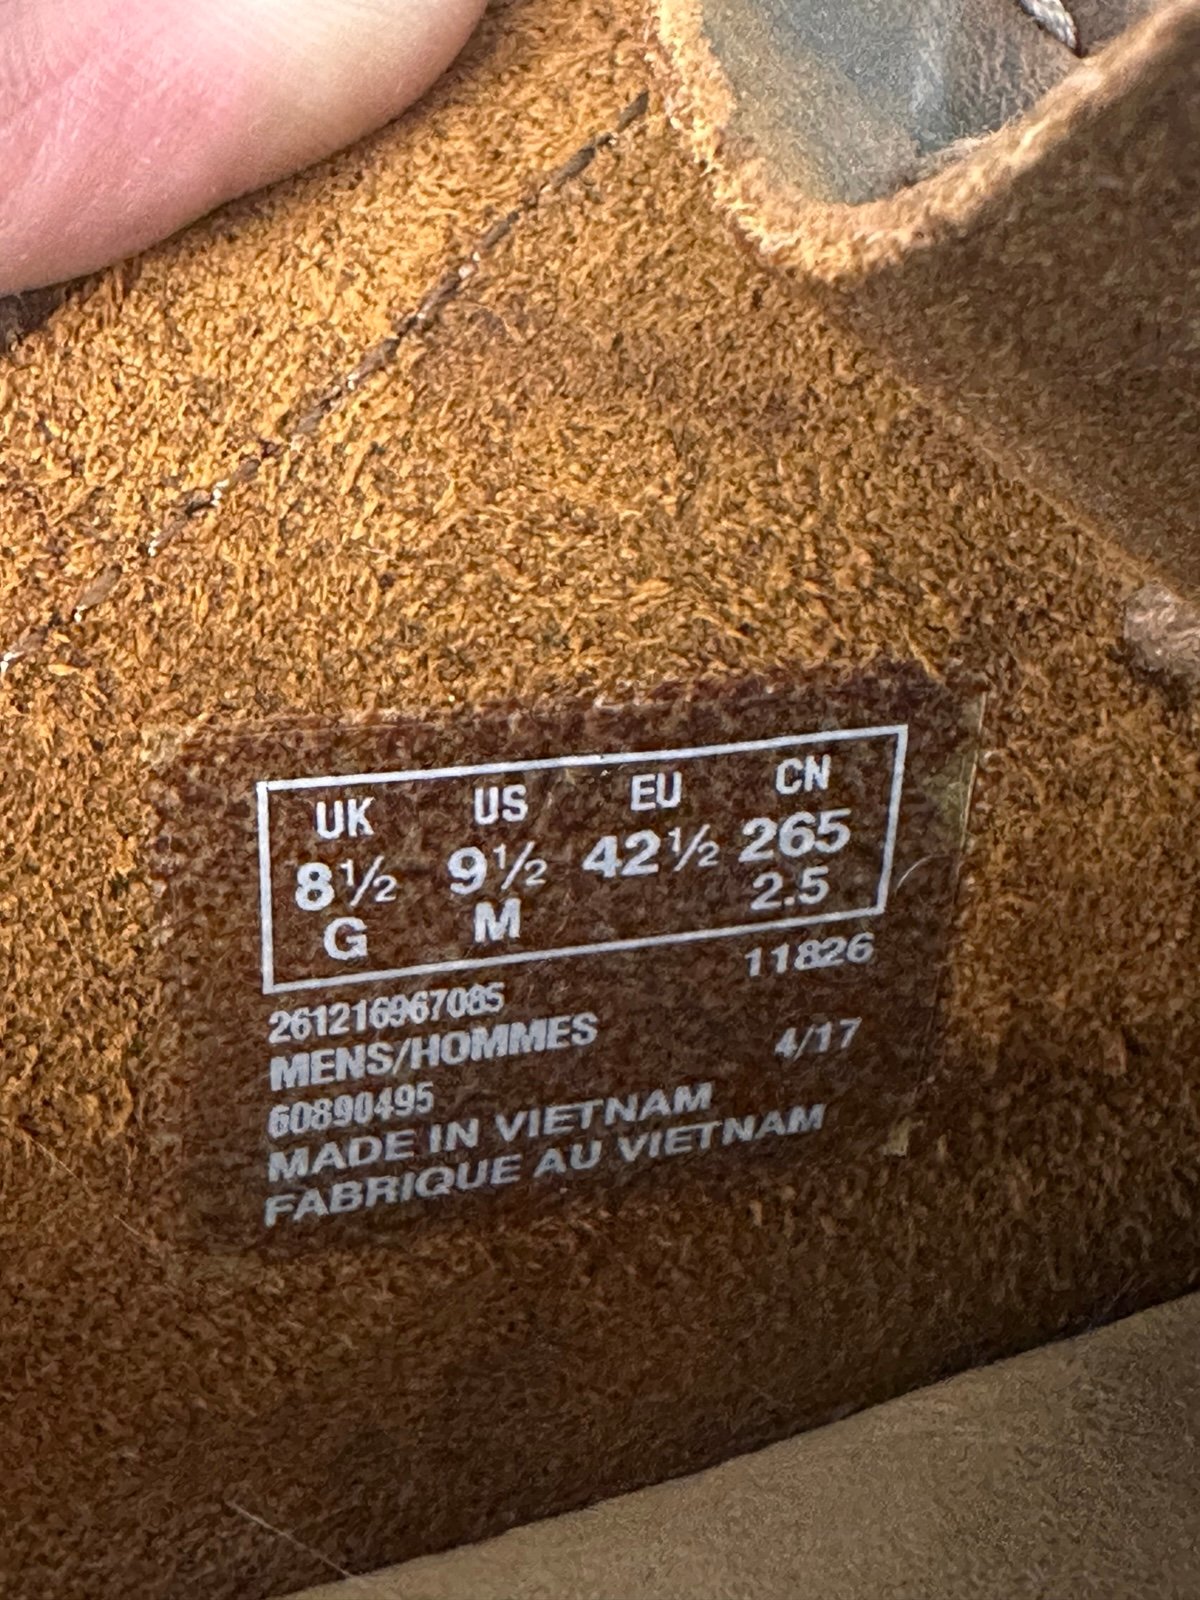 UK US EU CN
8½ 9½ 42½ 265
G M 2.5
11826
261216967085
MENS/HOMMES 4/17
60890495
MADE IN VIETNAM
FABRIQUE AU VIETNAM